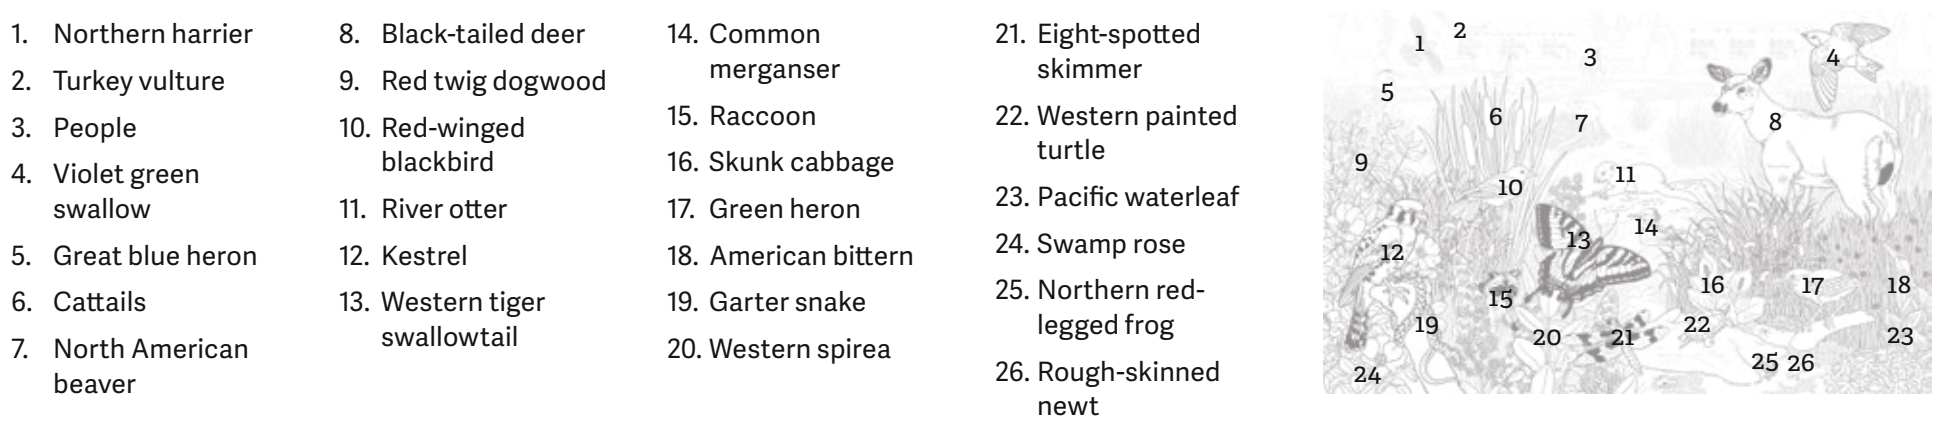 1. Northern harrier
2. Turkey vulture
3. People
4. Violet green
swallow
5. Great blue heron
6. Cattails
7. North American
beaver
8. Black-tailed deer
9. Red twig dogwood
10. Red-winged
blackbird
11. River otter
12. Kestrel
13. Western tiger
swallowtail
14. Common
merganser
15. Raccoon
16. Skunk cabbage
17. Green heron
18. American bittern
19. Garter snake
20. Western spirea
21. Eight-spotted
skimmer
22. Western painted
turtle
23. Pacific waterleaf
24. Swamp rose
25. Northern red-
legged frog
26. Rough-skinned
newt
1
2
3
4
5
6
7
8
9
10
11
12
13
14
15
16
17
18
19
20
21
22
23
24
25
26